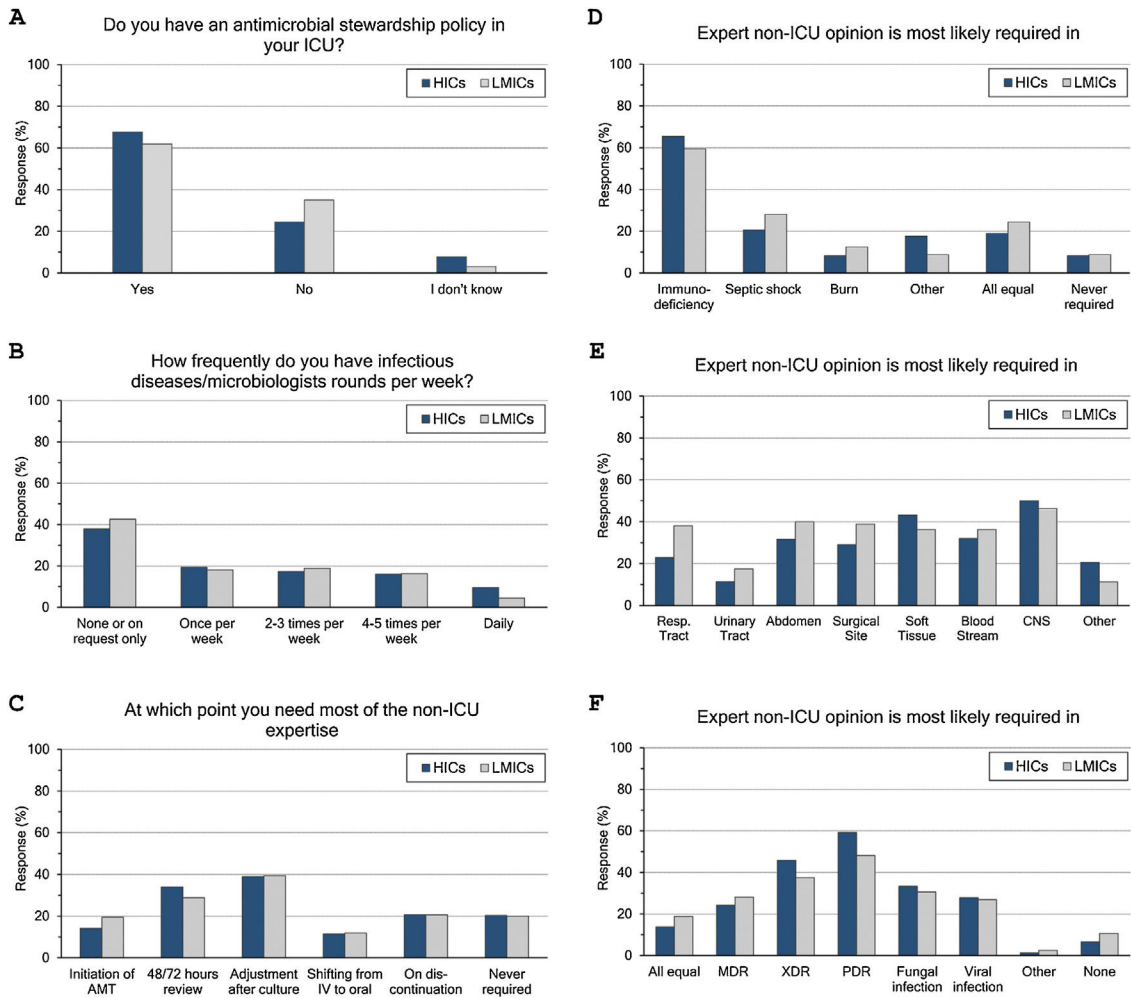 A
Do you have an antimicrobial stewardship policy in
your ICU?
HICs LMICs
Response (%)
100
80
60
40
20
0
Yes No I don't know
B
How frequently do you have infectious
diseases/microbiologists rounds per week?
HICs LMICs
Response (%)
100
80
60
40
20
0
None or on Once per 2-3 times per 4-5 times per Daily
request only week week week
C
At which point you need most of the non-ICU
expertise
HICs LMICs
Response (%)
100
80
60
40
20
0
Initiation of 48/72 hours Adjustment Shifting from On dis- Never
AMT review after culture IV to oral continuation required
D
Expert non-ICU opinion is most likely required in
HICs LMICs
Response (%)
100
80
60
40
20
0
Immuno- Septic shock Burn Other All equal Never
deficiency required
E
Expert non-ICU opinion is most likely required in
HICs LMICs
Response (%)
100
80
60
40
20
0
Resp. Urinary Abdomen Surgical Soft Blood CNS Other
Tract Tract Site Tissue Stream
F
Expert non-ICU opinion is most likely required in
HICs LMICs
Response (%)
100
80
60
40
20
0
All equal MDR XDR PDR Fungal Viral Other None
infection infection